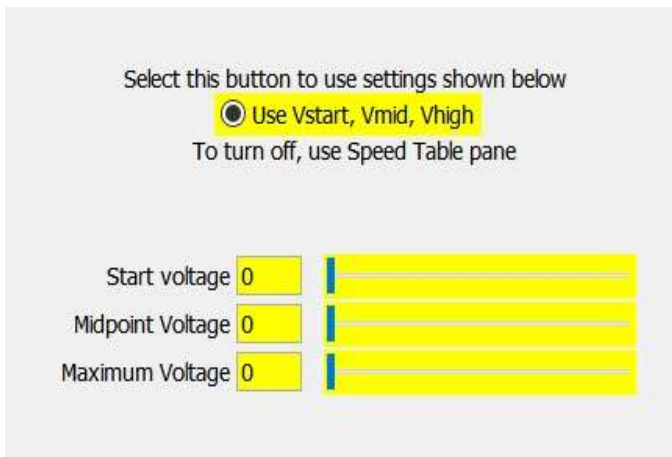 Select this button to use settings shown below
Use Vstart, Vmid, Vhigh
To turn off, use Speed Table pane
Start voltage 0
Midpoint Voltage 0
Maximum Voltage 0